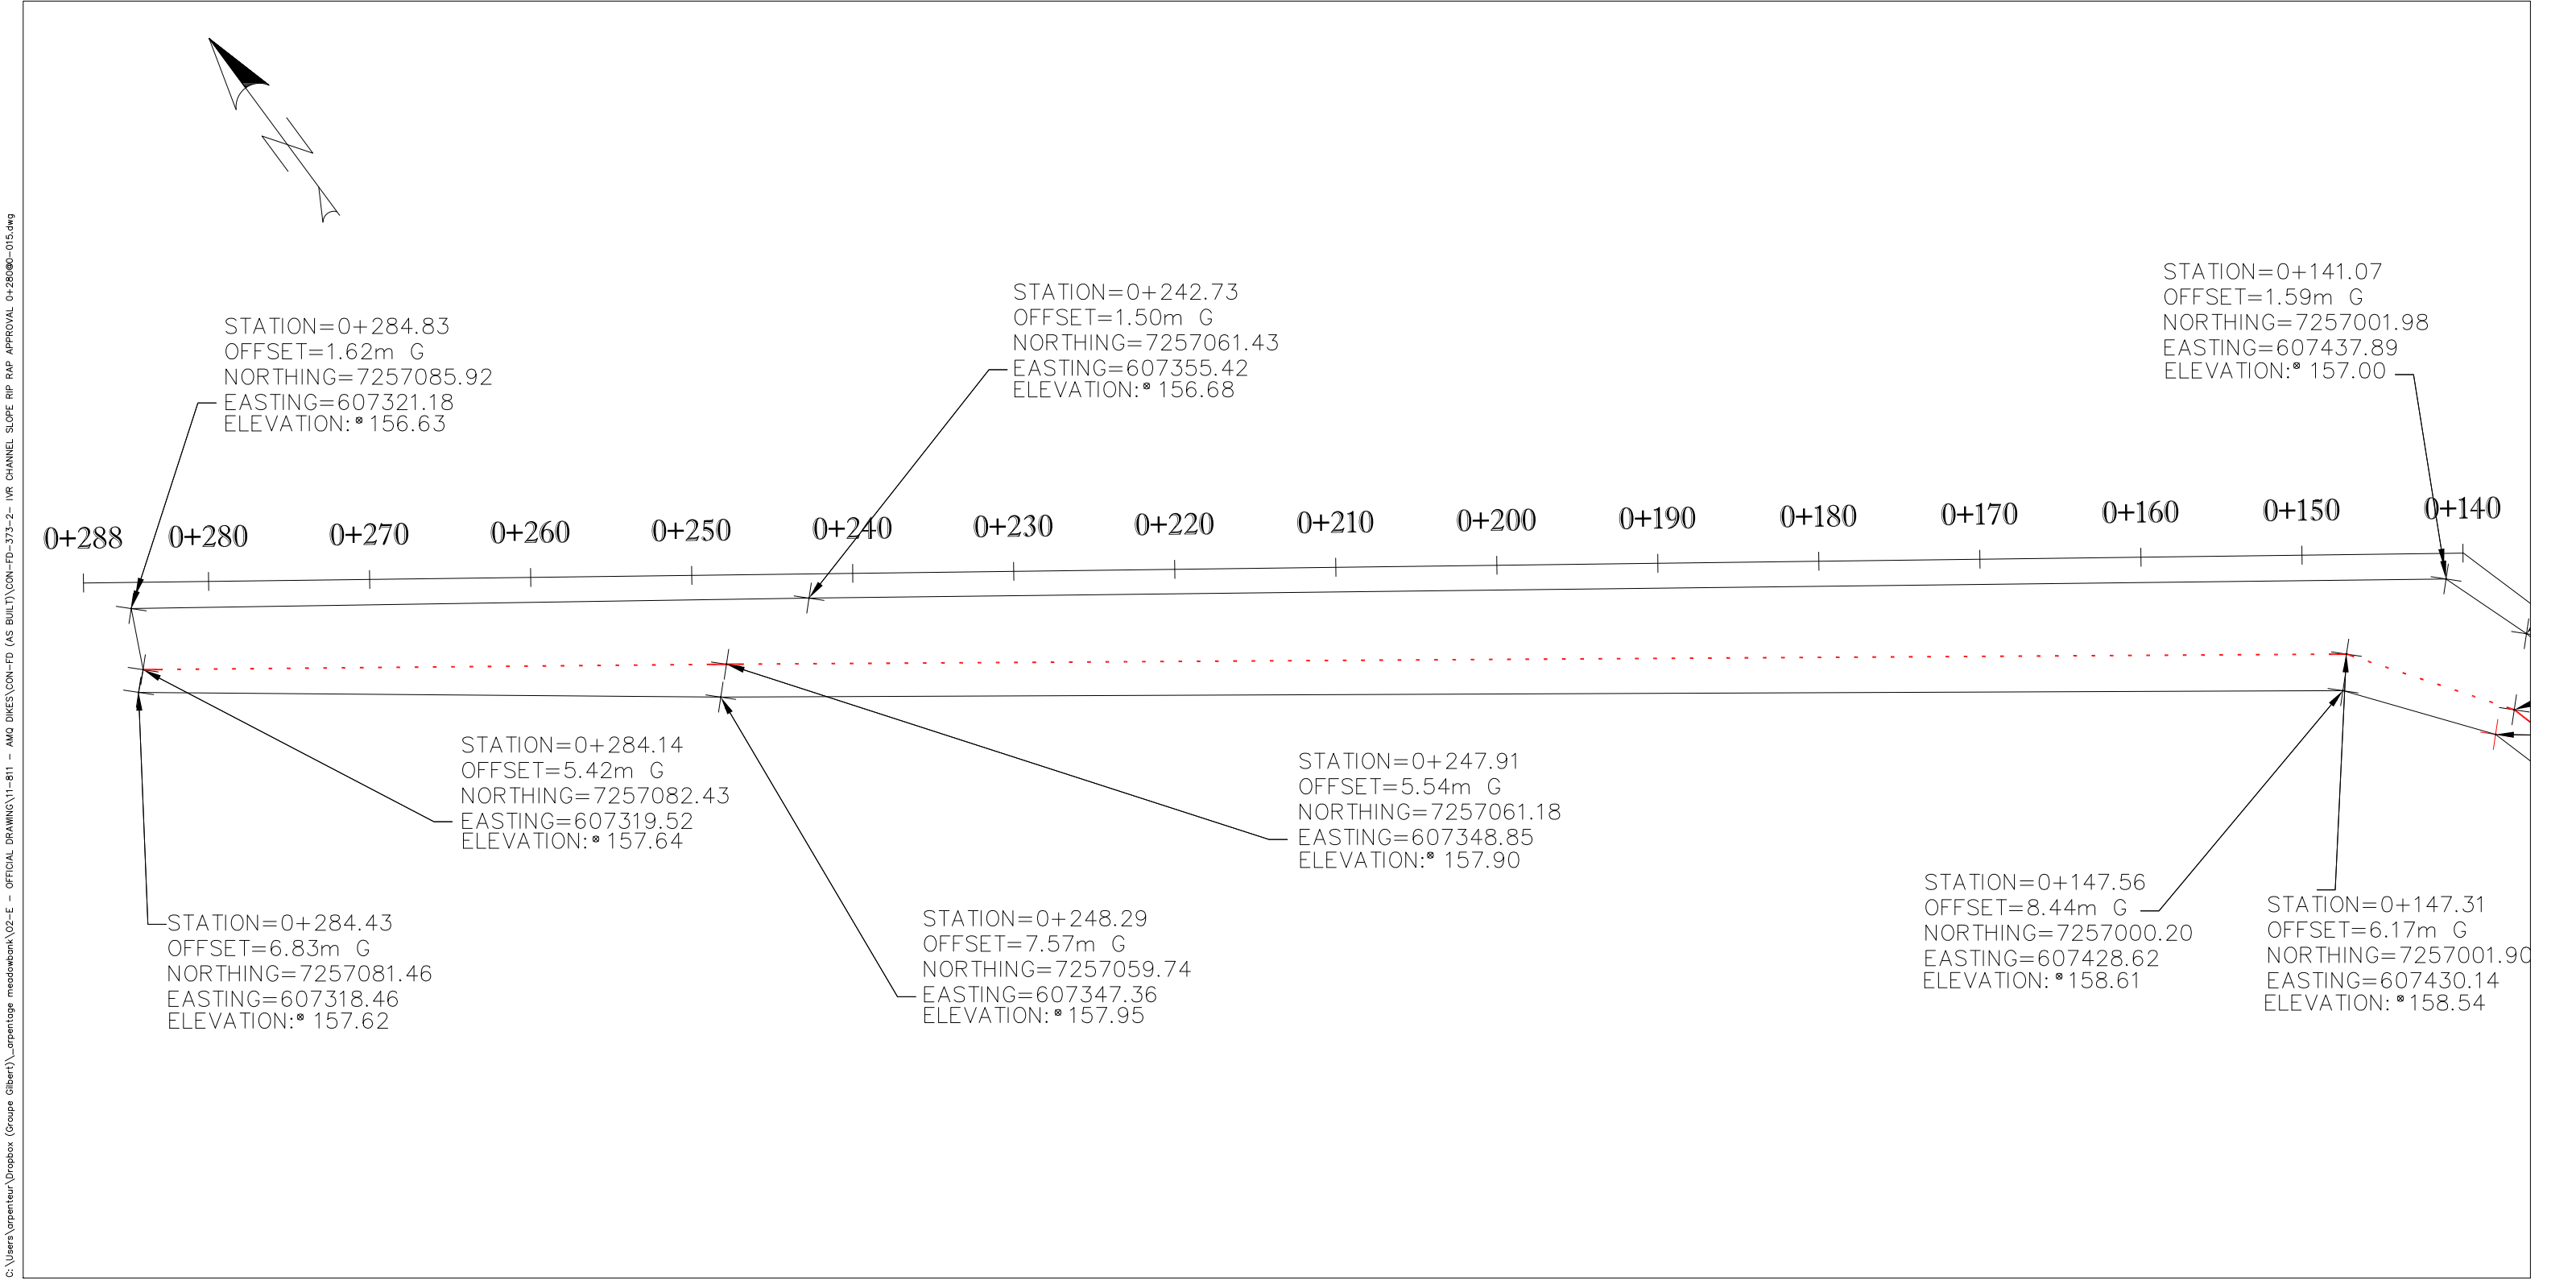 C:\Users\arpenteur\Dropbox (Groupe Gilbert)\_arpentage meadowbank\02-E - OFFICIAL DRAWING\11-811 - AMQ DIKES\CON-FD (AS BUILT)\CON-FD-373-2- IVR CHANNEL SLOPE RIP RAP APPROVAL 0+280@0-015.dwg
N
STATION=0+284.83
OFFSET=1.62m G
NORTHING=7257085.92
EASTING=607321.18
ELEVATION: 156.63
STATION=0+242.73
OFFSET=1.50m G
NORTHING=7257061.43
EASTING=607355.42
ELEVATION: 156.68
STATION=0+141.07
OFFSET=1.59m G
NORTHING=7257001.98
EASTING=607437.89
ELEVATION: 157.00
0+288 0+280 0+270 0+260 0+250 0+240 0+230 0+220 0+210 0+200 0+190 0+180 0+170 0+160 0+150 0+140
STATION=0+284.14
OFFSET=5.42m G
NORTHING=7257082.43
EASTING=607319.52
ELEVATION: 157.64
STATION=0+247.91
OFFSET=5.54m G
NORTHING=7257061.18
EASTING=607348.85
ELEVATION: 157.90
STATION=0+284.43
OFFSET=6.83m G
NORTHING=7257081.46
EASTING=607318.46
ELEVATION: 157.62
STATION=0+248.29
OFFSET=7.57m G
NORTHING=7257059.74
EASTING=607347.36
ELEVATION: 157.95
STATION=0+147.56
OFFSET=8.44m G
NORTHING=7257000.20
EASTING=607428.62
ELEVATION: 158.61
STATION=0+147.31
OFFSET=6.17m G
NORTHING=7257001.90
EASTING=607430.14
ELEVATION: 158.54